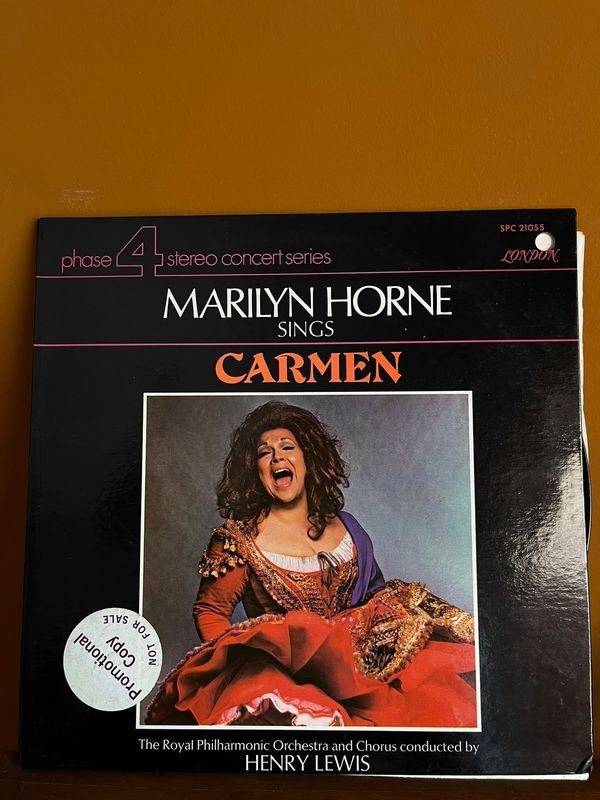 SPC 21055
phase 4 stereo concert series
LONDON
MARILYN HORNE
SINGS
CARMEN
Promotional
Copy
NOT FOR SALE
The Royal Philharmonic Orchestra and Chorus conducted by
HENRY LEWIS